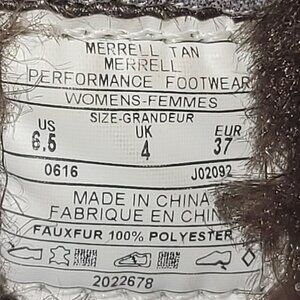 MERRELL TAN
MERRELL
PERFORMANCE FOOTWEAR
WOMENS-FEMMES
SIZE-GRANDEUR
US UK EUR
6.5 4 37
0616 J02092
MADE IN CHINA
FABRIQUE EN CHIN
FAUXFUR 100% POLYESTER
2022678